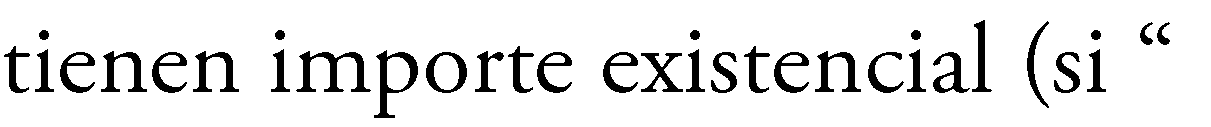 tienen importe existencial (si “